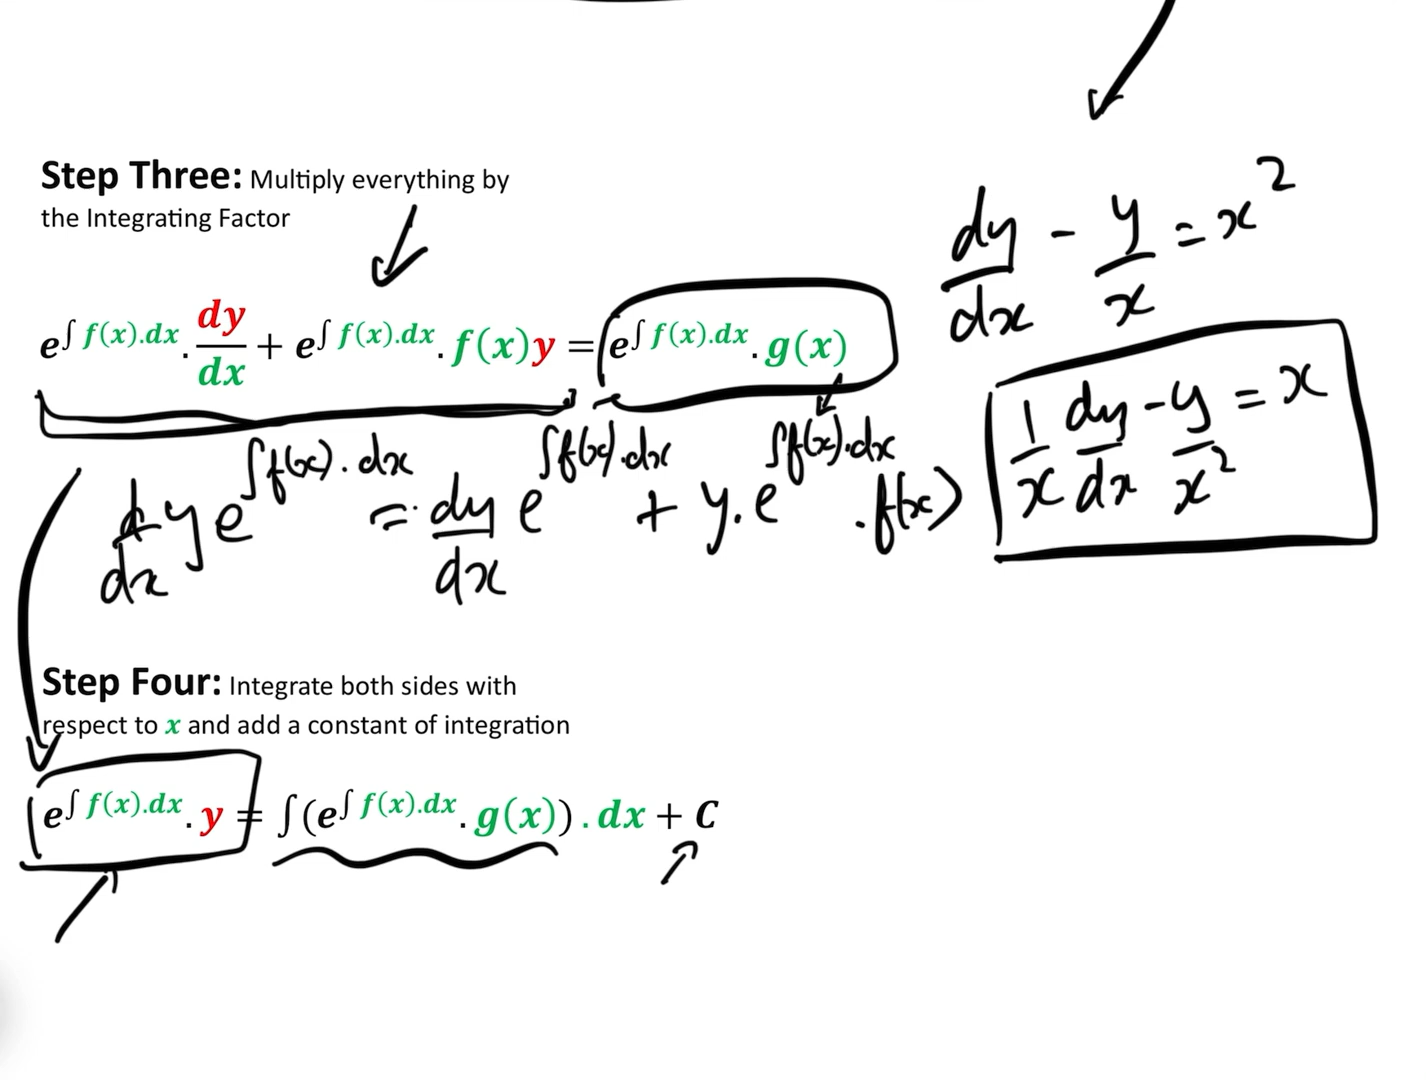 Step Three: Multiply everything by
the Integrating Factor
e^{∫ f(x).dx} . dy/dx + e^{∫ f(x).dx} . f(x)y = e^{∫ f(x).dx} . g(x)
d/dx y e^{∫f(x).dx} = dy/dx e^{∫f(x).dx} + y.e^{∫f(x).dx} .f(x)
dy/dx - y/x = x^2
1/x dy/dx - y/x^2 = x
Step Four: Integrate both sides with
respect to x and add a constant of integration
e^{∫ f(x).dx} . y = ∫(e^{∫ f(x).dx} . g(x)) . dx + C